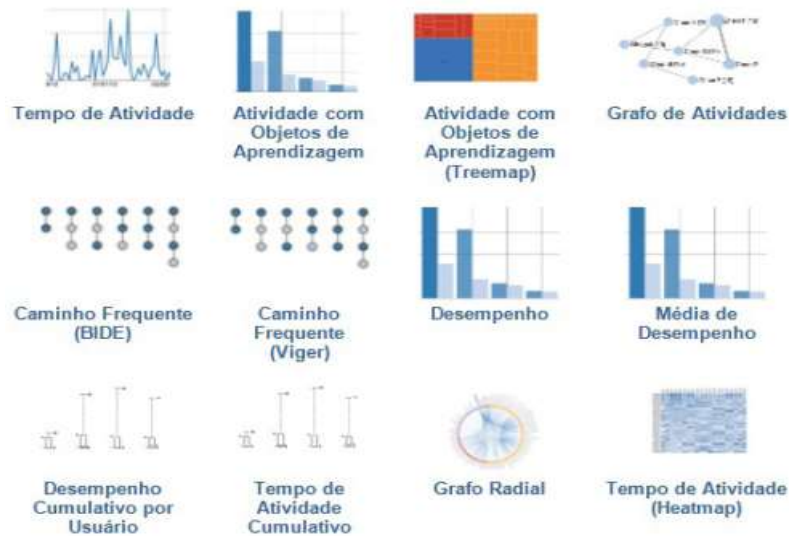 Tempo de Atividade
Atividade com
Objetos de
Aprendizagem
Atividade com
Objetos de
Aprendizagem
(Treemap)
Grafo de Atividades
Caminho Frequente
(BIDE)
Caminho
Frequente
(Viger)
Desempenho
Média de
Desempenho
Desempenho
Cumulativo por
Usuário
Tempo de
Atividade
Cumulativo
Grafo Radial
Tempo de Atividade
(Heatmap)